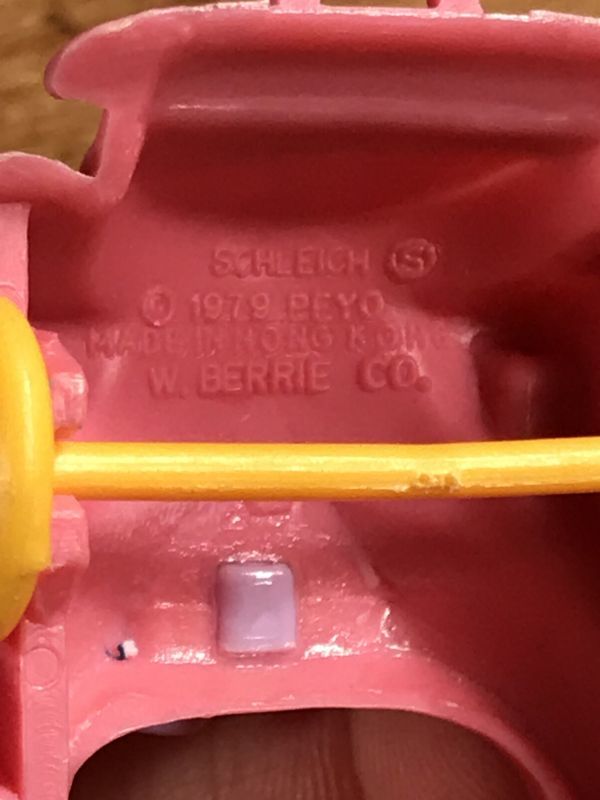 SCHLEICH Ⓢ
© 1979 PEYO
MADE IN HONG KONG
W. BERRIE CO.